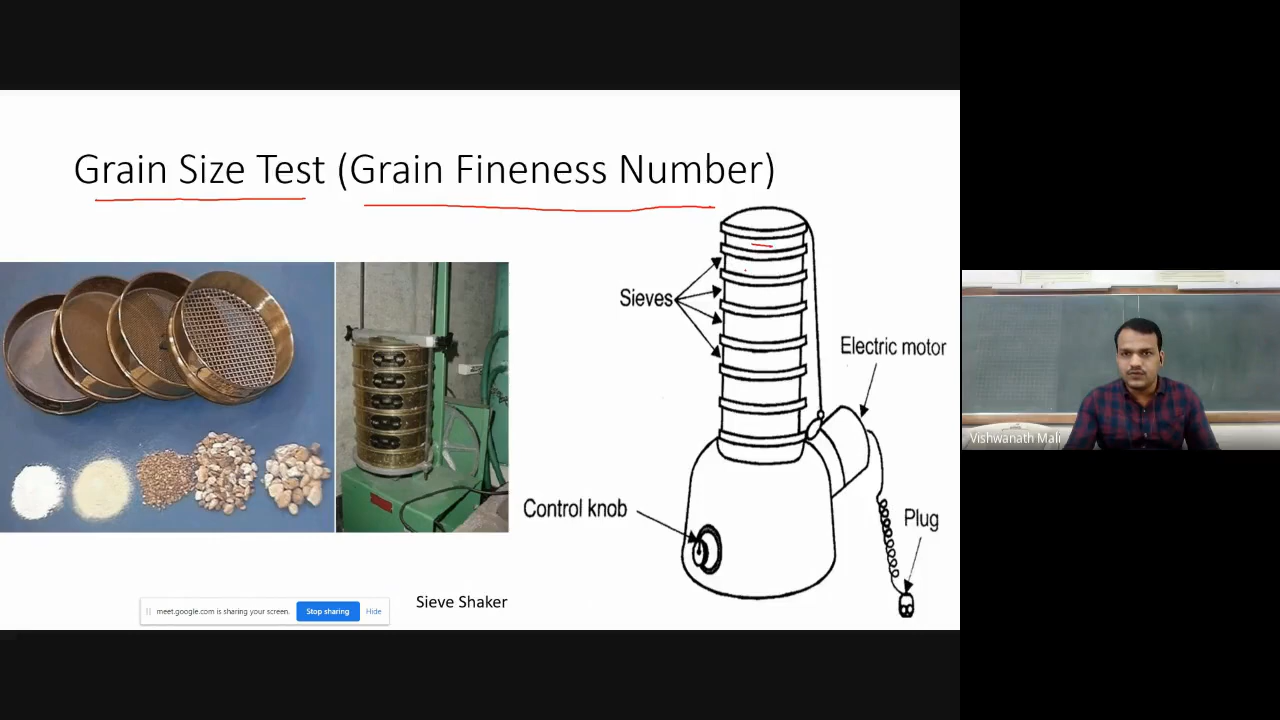 Grain Size Test (Grain Fineness Number)
Sieves
Electric motor
Control knob
Plug
Sieve Shaker
meet.google.com is sharing your screen.
Stop sharing
Hide
Vishwanath Mali